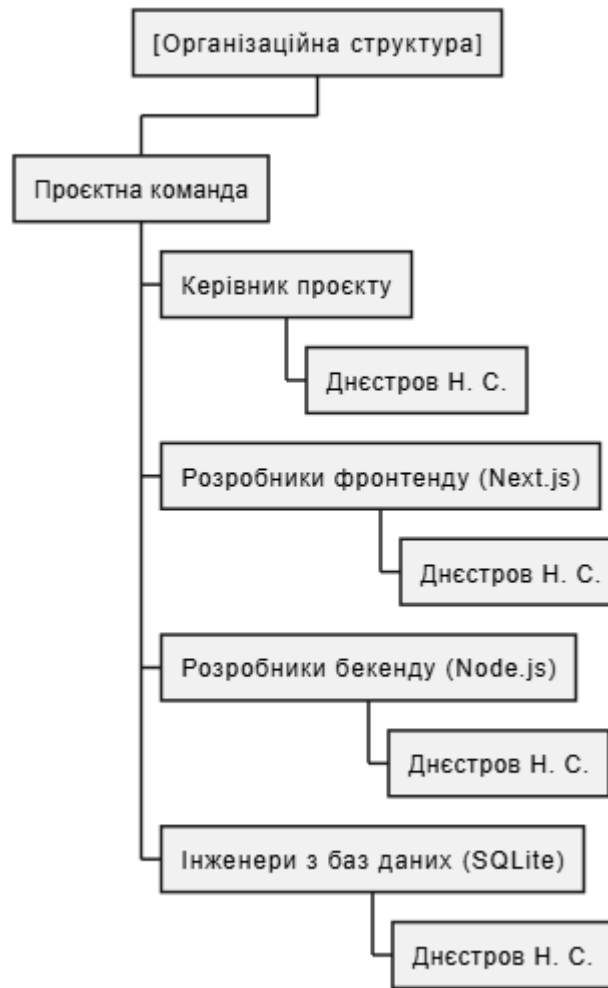 [Організаційна структура]
Проєктна команда
Керівник проєкту
Днєстров Н. С.
Розробники фронтенду (Next.js)
Днєстров Н. С.
Розробники бекенду (Node.js)
Днєстров Н. С.
Інженери з баз даних (SQLite)
Днєстров Н. С.